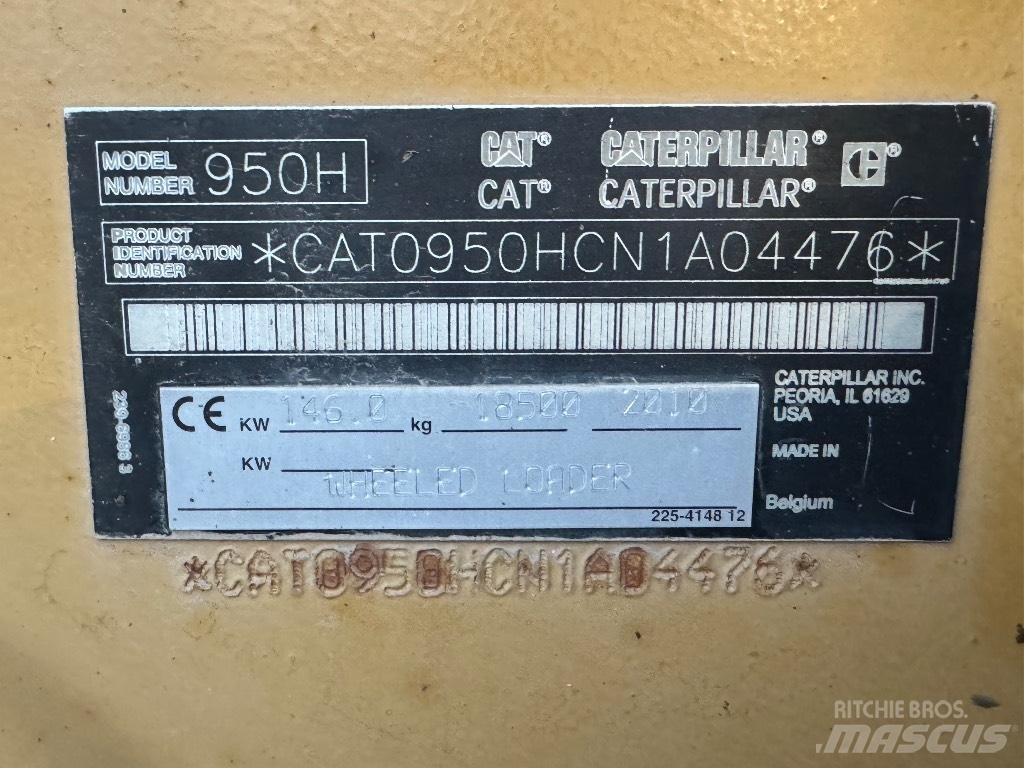 MODEL NUMBER 950H
CAT® CATERPILLAR®
CAT® CATERPILLAR®
PRODUCT IDENTIFICATION NUMBER *CAT0950HCN1A04476*
CATERPILLAR INC.
PEORIA, IL 61629
USA
MADE IN
Belgium
CE KW 146.0 kg 18500 2010
KW
WHEELED LOADER
225-4148 12
*CAT0950HCN1A04476*
RITCHIE BROS.
MASCUS